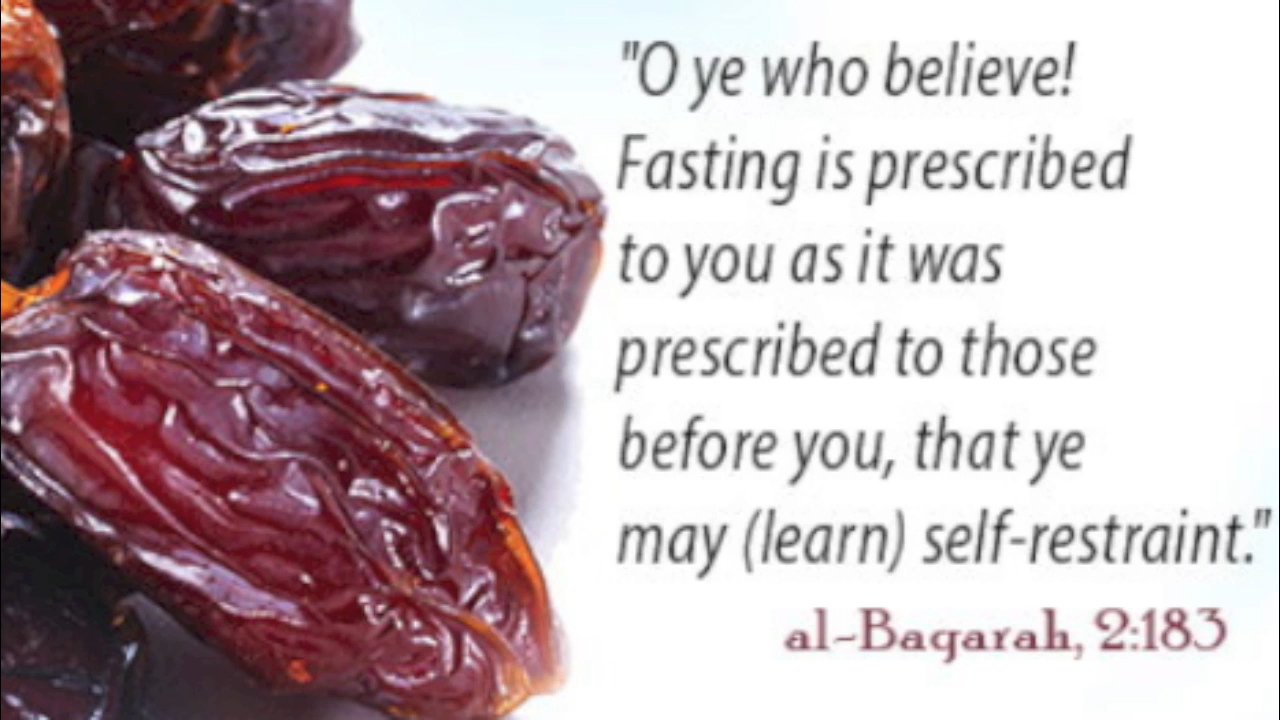 "O ye who believe!
Fasting is prescribed
to you as it was
prescribed to those
before you, that ye
may (learn) self-restraint."
al-Baqarah, 2:183